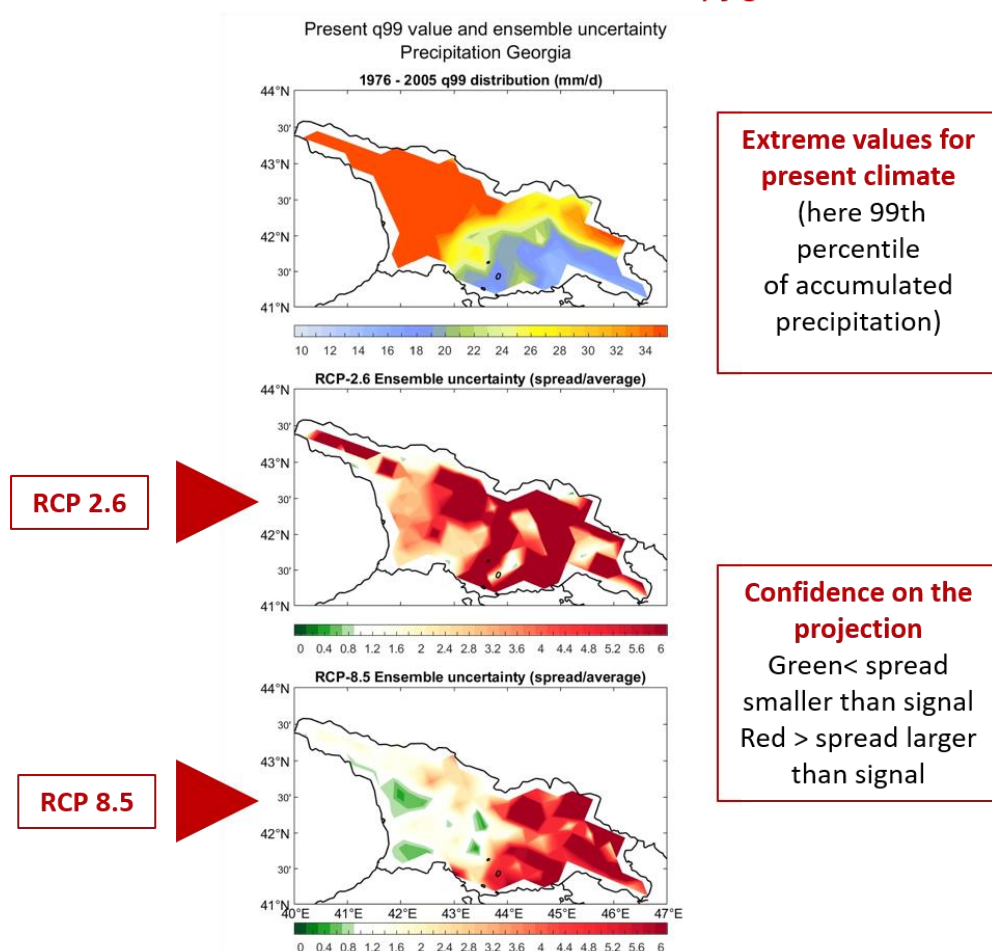 Present q99 value and ensemble uncertainty
Precipitation Georgia
1976 - 2005 q99 distribution (mm/d)
44°N
30'
43°N
30'
42°N
30'
41°N
10 12 14 16 18 20 22 24 26 28 30 32 34
Extreme values for
present climate
(here 99th
percentile
of accumulated
precipitation)
RCP-2.6 Ensemble uncertainty (spread/average)
44°N
30'
43°N
30'
42°N
30'
41°N
0 0.4 0.8 1.2 1.6 2 2.4 2.8 3.2 3.6 4 4.4 4.8 5.2 5.6 6
RCP 2.6
Confidence on the
projection
Green< spread
smaller than signal
Red > spread larger
than signal
RCP-8.5 Ensemble uncertainty (spread/average)
44°N
30'
43°N
30'
42°N
30'
41°N
40°E 41°E 42°E 43°E 44°E 45°E 46°E 47°E
0 0.4 0.8 1.2 1.6 2 2.4 2.8 3.2 3.6 4 4.4 4.8 5.2 5.6 6
RCP 8.5